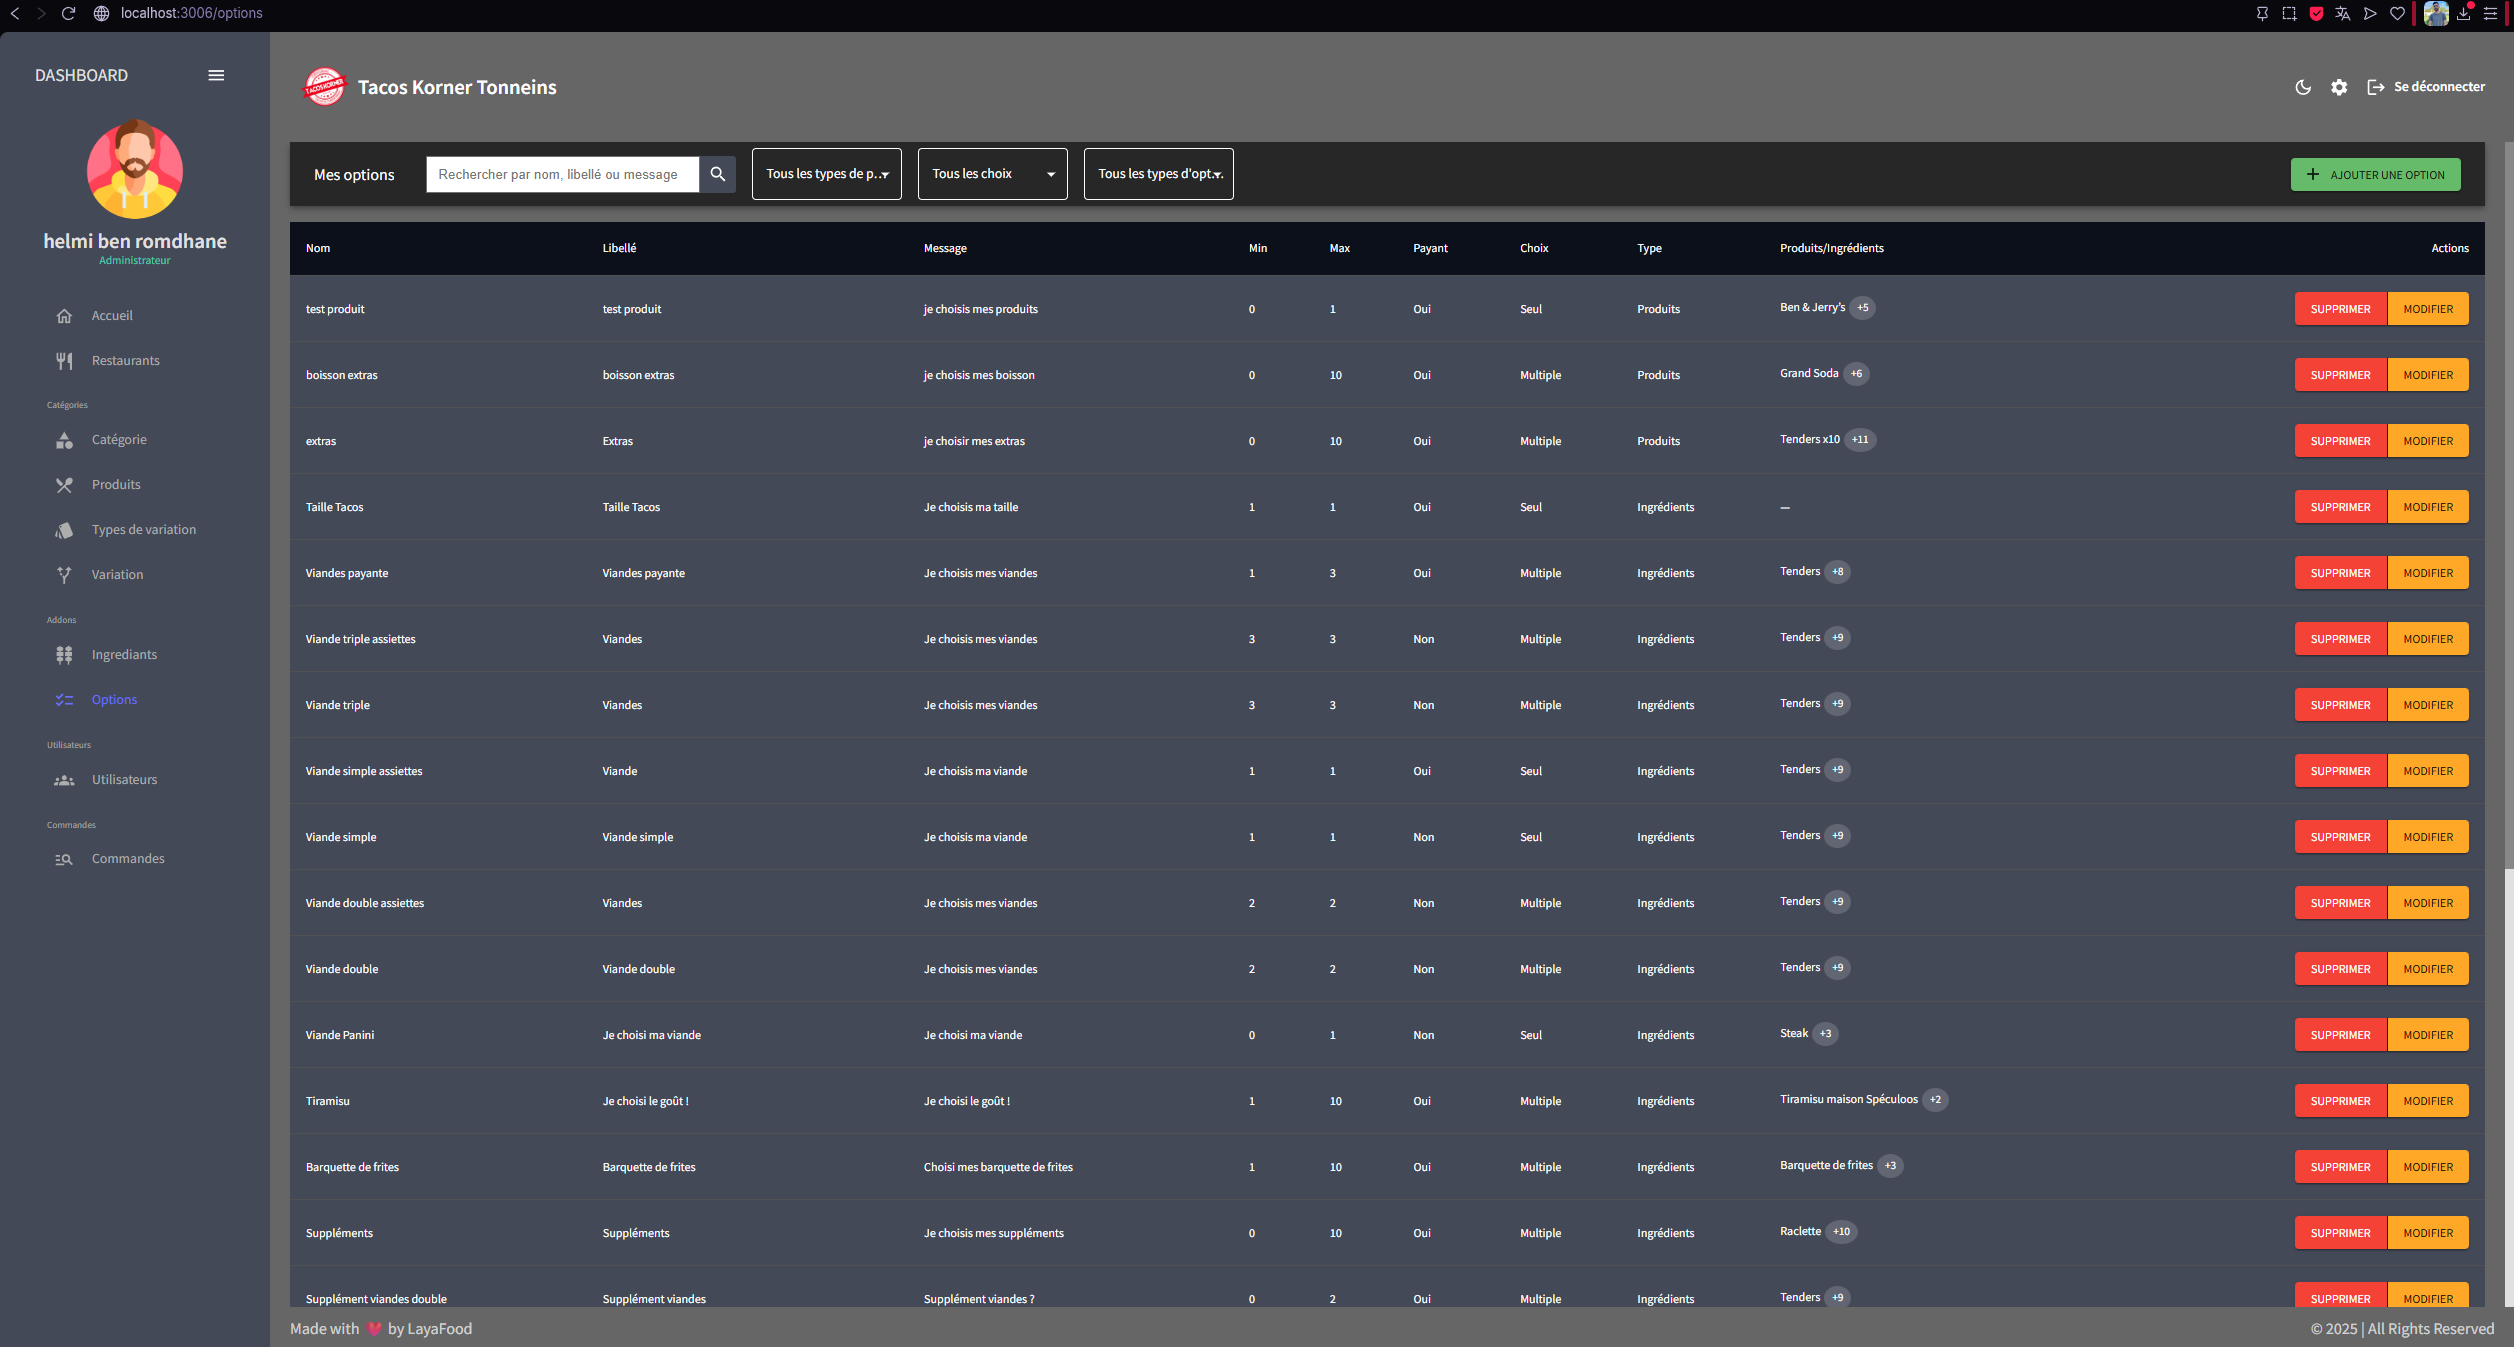 localhost:3006/options
DASHBOARD
helmi ben romdhane
Administrateur
Accueil
Restaurants
Catégories
Catégorie
Produits
Types de variation
Variation
Addons
Ingrediants
Options
Utilisateurs
Utilisateurs
Commandes
Commandes
TACOS KORNER
Tacos Korner Tonneins
Se déconnecter
Mes options
Rechercher par nom, libellé ou message
Tous les types de p...
Tous les choix
Tous les types d'opt...
AJOUTER UNE OPTION
Nom Libellé Message Min Max Payant Choix Type Produits/Ingrédients Actions
test produit test produit je choisis mes produits 0 1 Oui Seul Produits Ben & Jerry's +5 SUPPRIMER MODIFIER
boisson extras boisson extras je choisis mes boisson 0 10 Oui Multiple Produits Grand Soda +6 SUPPRIMER MODIFIER
extras Extras je choisir mes extras 0 10 Oui Multiple Produits Tenders x10 +11 SUPPRIMER MODIFIER
Taille Tacos Taille Tacos Je choisis ma taille 1 1 Oui Seul Ingrédients — SUPPRIMER MODIFIER
Viandes payante Viandes payante Je choisis mes viandes 1 3 Oui Multiple Ingrédients Tenders +8 SUPPRIMER MODIFIER
Viande triple assiettes Viandes Je choisis mes viandes 3 3 Non Multiple Ingrédients Tenders +9 SUPPRIMER MODIFIER
Viande triple Viandes Je choisis mes viandes 3 3 Non Multiple Ingrédients Tenders +9 SUPPRIMER MODIFIER
Viande simple assiettes Viande Je choisis ma viande 1 1 Oui Seul Ingrédients Tenders +9 SUPPRIMER MODIFIER
Viande simple Viande simple Je choisis ma viande 1 1 Non Seul Ingrédients Tenders +9 SUPPRIMER MODIFIER
Viande double assiettes Viandes Je choisis mes viandes 2 2 Non Multiple Ingrédients Tenders +9 SUPPRIMER MODIFIER
Viande double Viande double Je choisis mes viandes 2 2 Non Multiple Ingrédients Tenders +9 SUPPRIMER MODIFIER
Viande Panini Je choisi ma viande Je choisi ma viande 0 1 Non Seul Ingrédients Steak +3 SUPPRIMER MODIFIER
Tiramisu Je choisi le goût ! Je choisi le goût ! 1 10 Oui Multiple Ingrédients Tiramisu maison Spéculoos +2 SUPPRIMER MODIFIER
Barquette de frites Barquette de frites Choisi mes barquette de frites 1 10 Oui Multiple Ingrédients Barquette de frites +3 SUPPRIMER MODIFIER
Suppléments Suppléments Je choisis mes suppléments 0 10 Oui Multiple Ingrédients Raclette +10 SUPPRIMER MODIFIER
Supplément viandes double Supplément viandes Supplément viandes ? 0 2 Oui Multiple Ingrédients Tenders +9 SUPPRIMER MODIFIER
Made with by LayaFood
© 2025 | All Rights Reserved